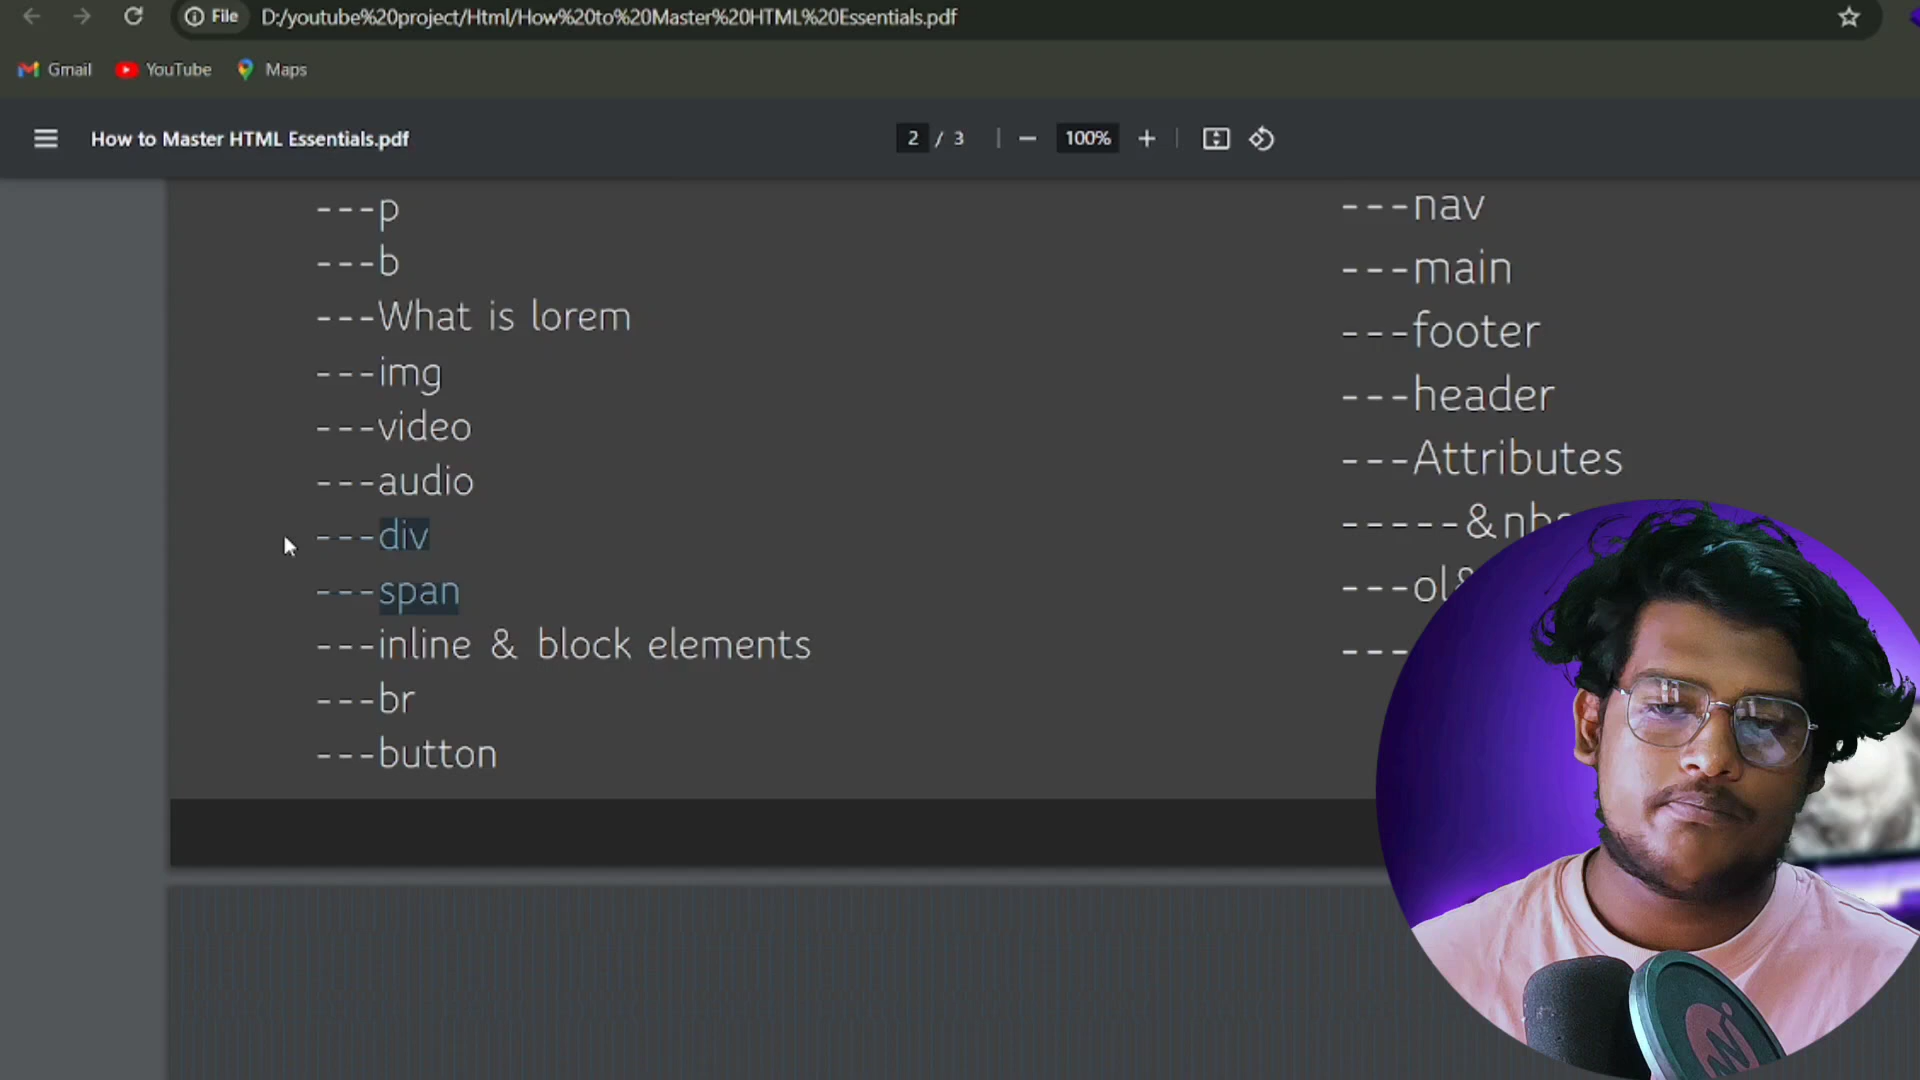 File
D:/youtube%20project/Html/How%20to%20Master%20HTML%20Essentials.pdf
Gmail
YouTube
Maps
How to Master HTML Essentials.pdf
2 / 3
100%
---p
---b
---What is lorem
---img
---video
---audio
---div
---span
---inline & block elements
---br
---button
---nav
---main
---footer
---header
---Attributes